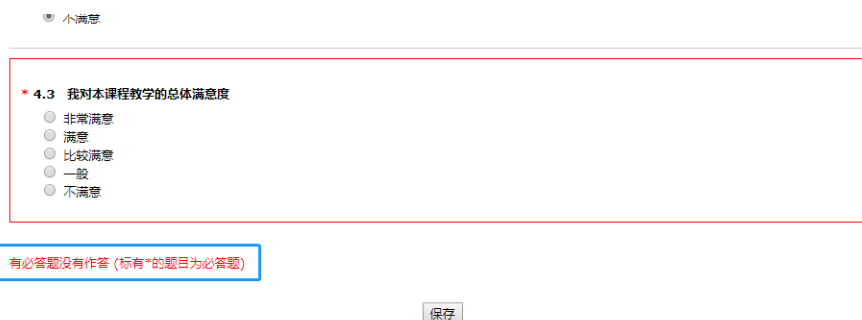 不满意
* 4.3 我对本课程教学的总体满意度
非常满意
满意
比较满意
一般
不满意
有必答题没有作答 (标有*的题目为必答题)
保存